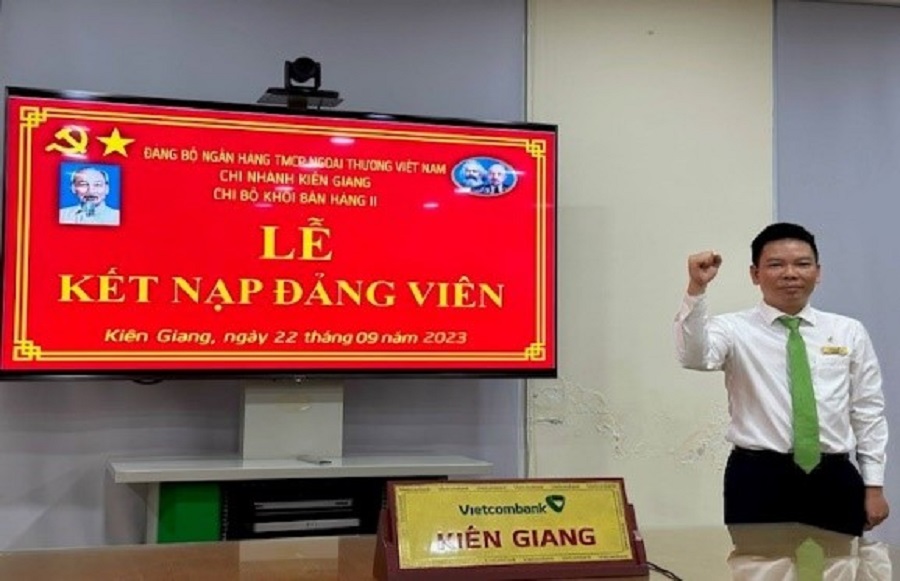 ĐẢNG BỘ NGÂN HÀNG TMCP NGOẠI THƯƠNG VIỆT NAM
CHI NHÁNH KIÊN GIANG
CHI BỘ KHỐI BÁN HÀNG II
LỄ
KẾT NẠP ĐẢNG VIÊN
Kiên Giang, ngày 22 tháng 09 năm 2023
Vietcombank
KIÊN GIANG